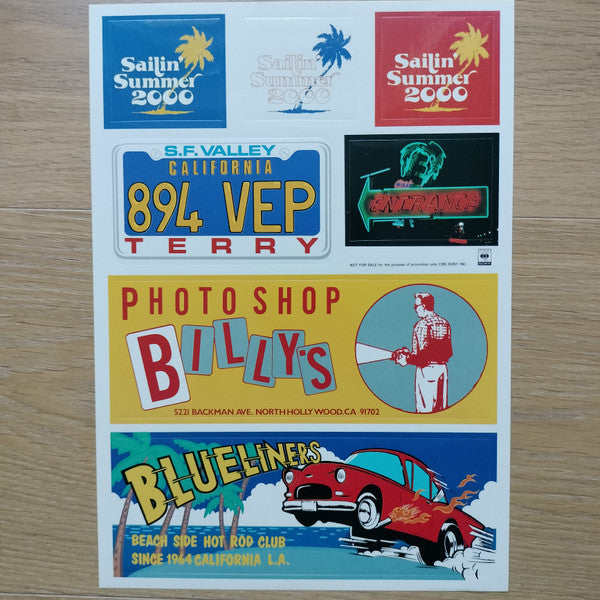 Sailin'
Summer
2000
Sailin'
Summer
2000
Sailin'
Summer
2000
S.F. VALLEY
CALIFORNIA
894 VEP
TERRY
ENTRANCE
NOT FOR SALE for the purpose of promotion only CBS·SONY INC.
PHOTO SHOP
BILLY'S
5221 BACKMAN AVE. NORTH HOLLYWOOD.CA 91702
BLUELINERS
BEACH SIDE HOT ROD CLUB
SINCE 1964 CALIFORNIA L.A.